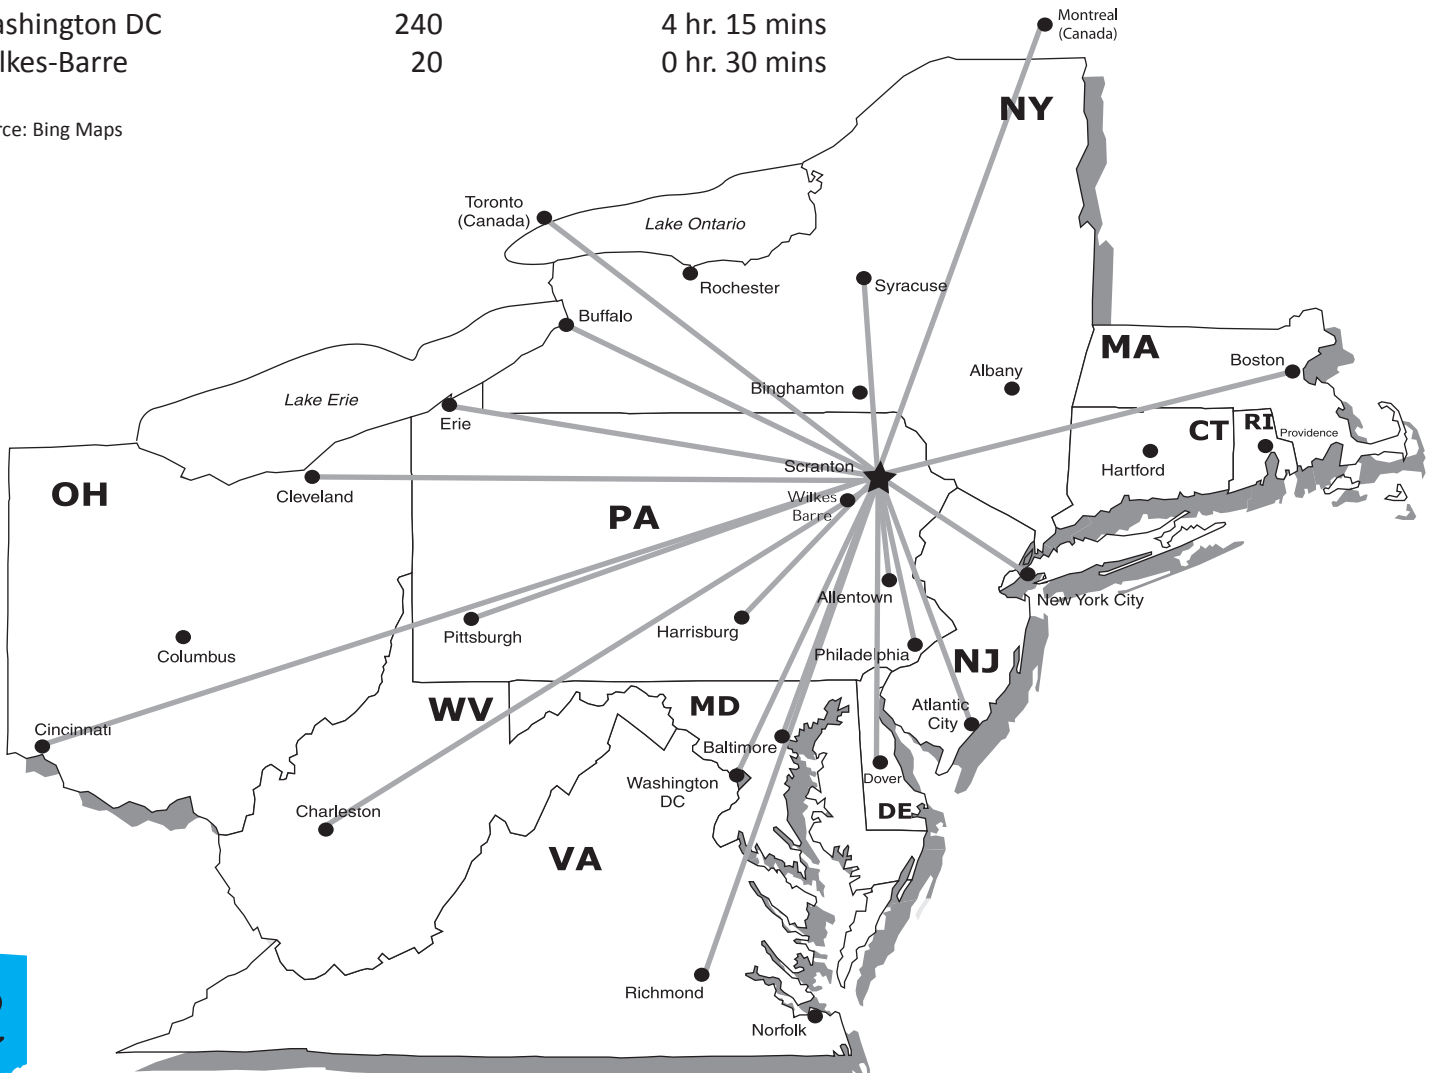 ashington DC 240 4 hr. 15 mins
lkes-Barre 20 0 hr. 30 mins
rce: Bing Maps
Montreal
(Canada)
NY
Toronto
(Canada)
Lake Ontario
Rochester
Syracuse
Buffalo
MA
Boston
Albany
Binghamton
Lake Erie
Erie
CT
RI
Providence
Hartford
Scranton
Cleveland
OH
Wilkes
Barre
PA
Allentown
New York City
Pittsburgh
Harrisburg
Columbus
Philadelphia
NJ
WV
MD
Atlantic
City
Cincinnati
Baltimore
Washington
DC
Dover
DE
Charleston
VA
Richmond
Norfolk